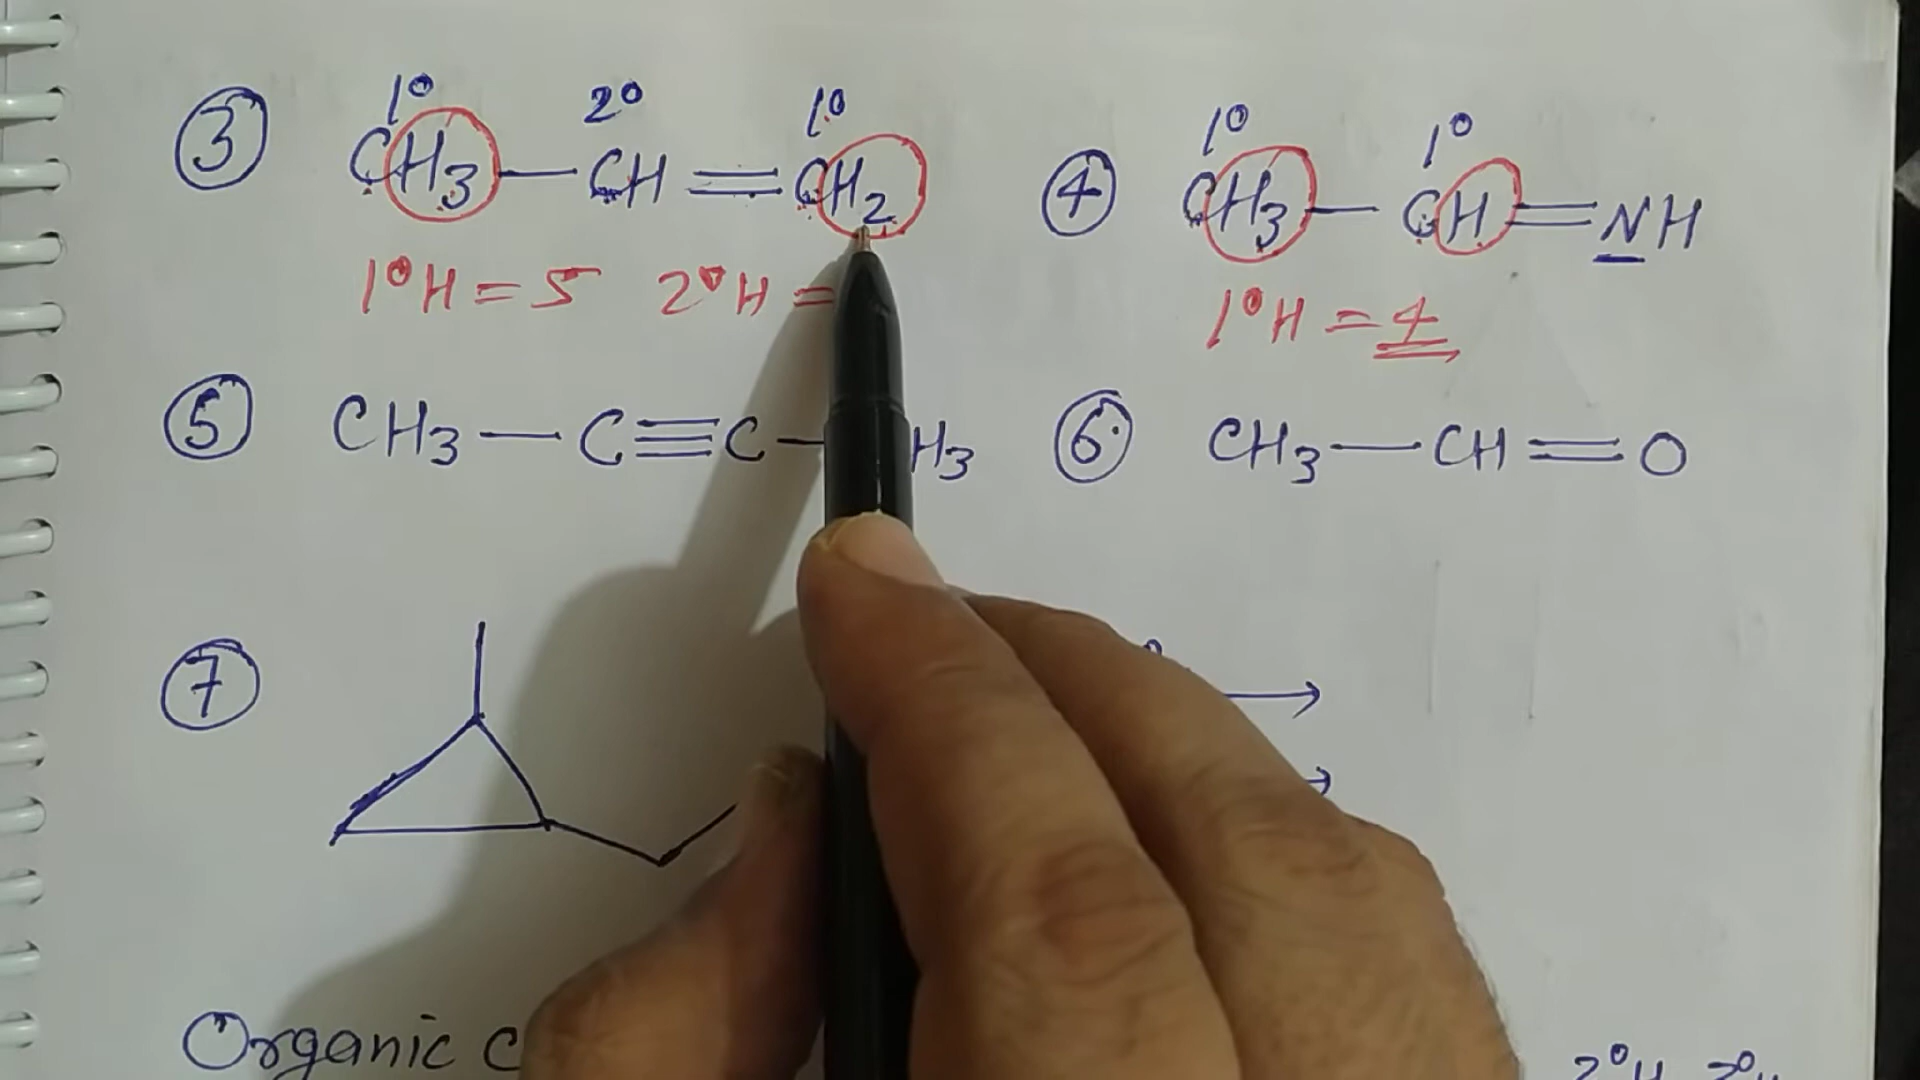 1° 2° 1°
③ CH₃—CH=CH₂
1°H = 5 2°H =
1° 1°
④ CH₃—CH=NH
1°H = 4
⑤ CH₃—C≡C— H₃
⑥ CH₃—CH=O
⑦
Organic C
2°H